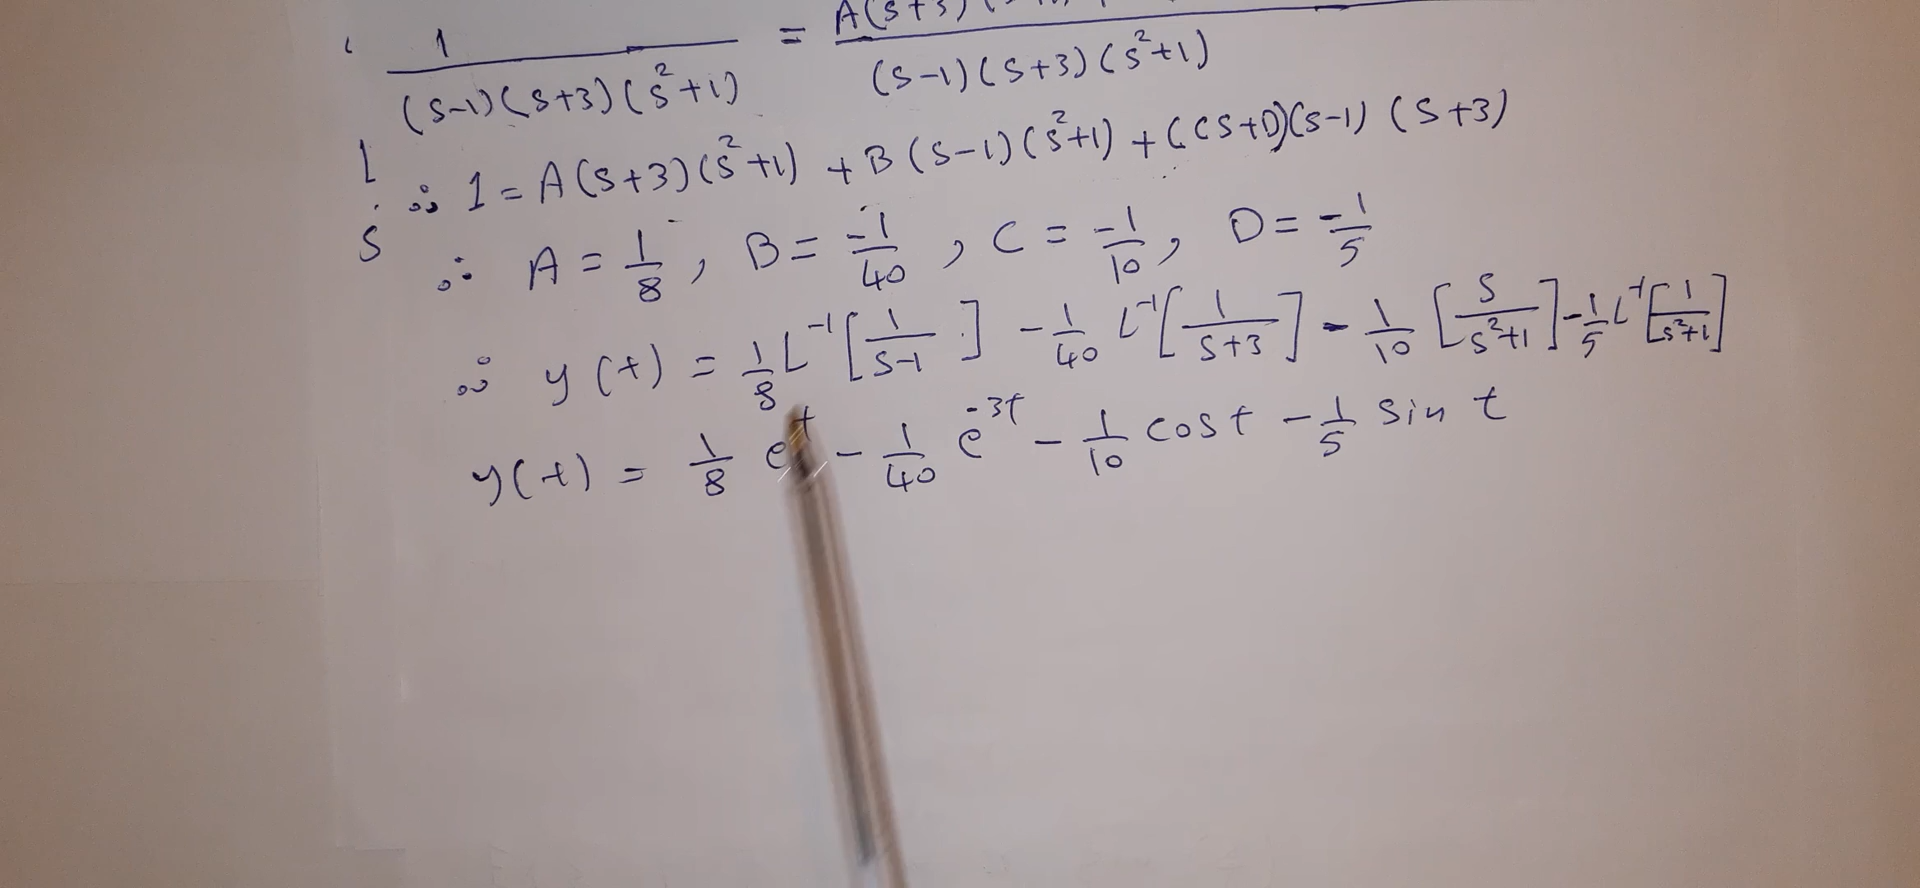 1/((s-1)(s+3)(s²+1)) = A(s+3)/((s-1)(s+3)(s²+1))
∴ 1 = A(s+3)(s²+1) + B(s-1)(s²+1) + (Cs+D)(s-1)(s+3)
∴ A = 1/8, B = -1/40, C = -1/10, D = -1/5
∴ y(t) = 1/8 L⁻¹[1/(s-1)] - 1/40 L⁻¹[1/(s+3)] - 1/10 [s/(s²+1)] - 1/5 L⁻¹[1/(s²+1)]
y(t) = 1/8 e^t - 1/40 e^-3t - 1/10 cos t - 1/5 sin t